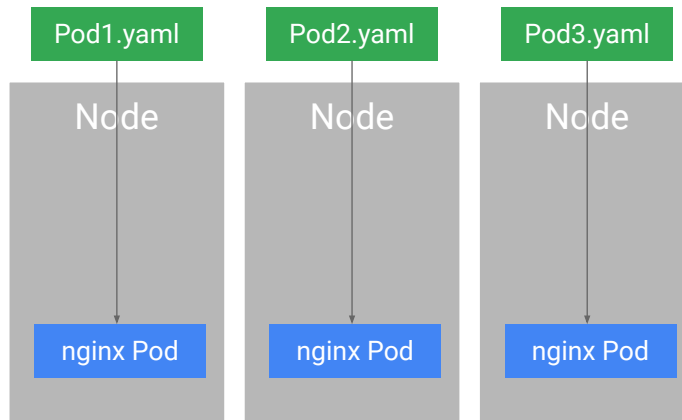 Pod1.yaml
Pod2.yaml
Pod3.yaml
Node
Node
Node
nginx Pod
nginx Pod
nginx Pod